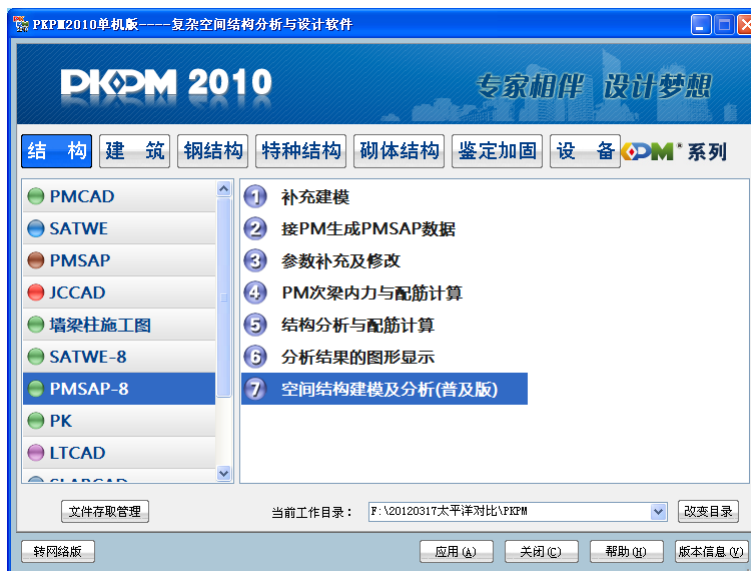 PKPM2010单机版----复杂空间结构分析与设计软件
PKPM 2010
专家相伴 设计梦想
结 构 建 筑 钢结构 特种结构 砌体结构 鉴定加固 设 备 PKPM 系列
PMCAD
SATWE
PMSAP
JCCAD
墙梁柱施工图
SATWE-8
PMSAP-8
PK
LTCAD
1 补充建模
2 接PM生成PMSAP数据
3 参数补充及修改
4 PM次梁内力与配筋计算
5 结构分析与配筋计算
6 分析结果的图形显示
7 空间结构建模及分析(普及版)
文件存取管理 当前工作目录: F:\20120317太平洋对比\PKPM 改变目录
转网络版 应用(A) 关闭(C) 帮助(H) 版本信息(V)